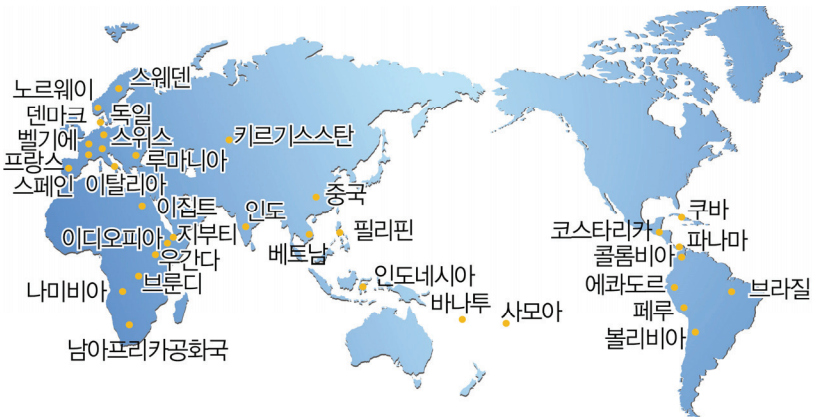 스웨덴
노르웨이
덴마크 독일
벨기에 스위스
프랑스 루마니아
스페인 이탈리아
키르기스스탄
이집트
인도
중국
이디오피아 지부티
우간다
베트남
필리핀
나미비아 브룬디
인도네시아
바나투
사모아
남아프리카공화국
쿠바
코스타리카
파나마
콜롬비아
에콰도르
브라질
페루
볼리비아